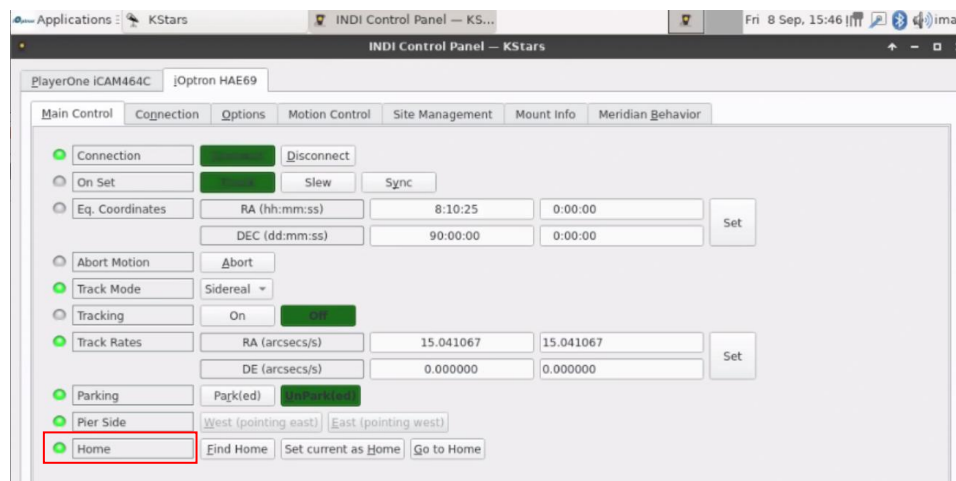 Applications KStars INDI Control Panel — KS... Fri 8 Sep, 15:46 ima
INDI Control Panel — KStars
PlayerOne iCAM464C iOptron HAE69
Main Control Connection Options Motion Control Site Management Mount Info Meridian Behavior
Connection Disconnect
On Set Slew Sync
Eq. Coordinates RA (hh:mm:ss) 8:10:25 0:00:00 Set
DEC (dd:mm:ss) 90:00:00 0:00:00
Abort Motion Abort
Track Mode Sidereal
Tracking On Off
Track Rates RA (arcsecs/s) 15.041067 15.041067 Set
DE (arcsecs/s) 0.000000 0.000000
Parking Park(ed) UnPark(ed)
Pier Side West (pointing east) East (pointing west)
Home Find Home Set current as Home Go to Home